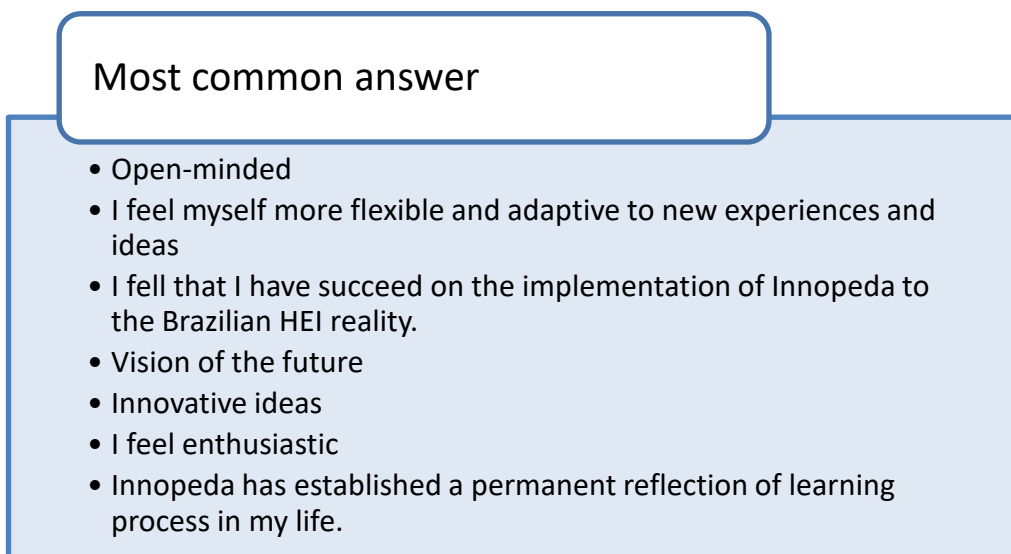 Most common answer
• Open-minded
• I feel myself more flexible and adaptive to new experiences and
ideas
• I fell that I have succeed on the implementation of Innopeda to
the Brazilian HEI reality.
• Vision of the future
• Innovative ideas
• I feel enthusiastic
• Innopeda has established a permanent reflection of learning
process in my life.